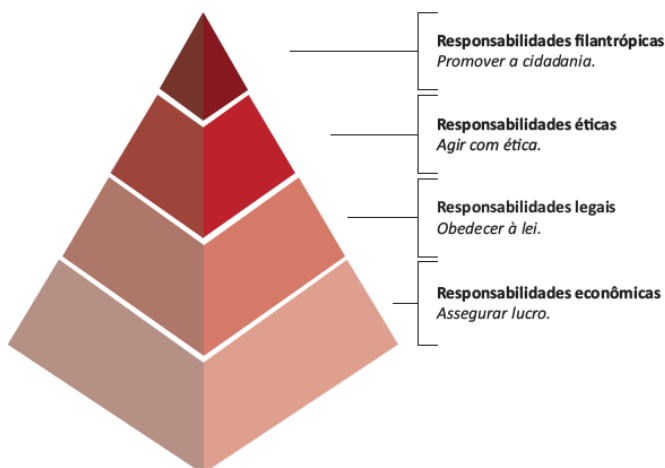 Responsabilidades filantrópicas
Promover a cidadania.
Responsabilidades éticas
Agir com ética.
Responsabilidades legais
Obedecer à lei.
Responsabilidades econômicas
Assegurar lucro.